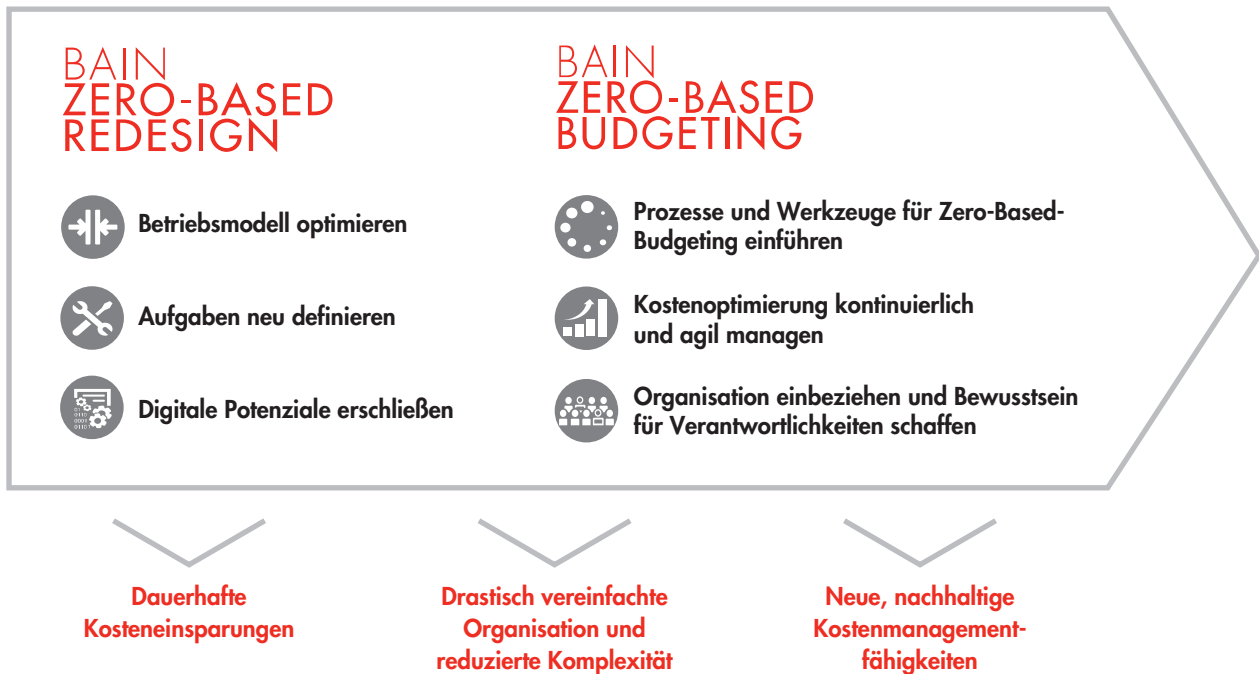 BAIN
ZERO-BASED
REDESIGN
Betriebsmodell optimieren
Aufgaben neu definieren
Digitale Potenziale erschließen
BAIN
ZERO-BASED
BUDGETING
Prozesse und Werkzeuge für Zero-Based-
Budgeting einführen
Kostenoptimierung kontinuierlich
und agil managen
Organisation einbeziehen und Bewusstsein
für Verantwortlichkeiten schaffen
Dauerhafte
Kosteneinsparungen
Drastisch vereinfachte
Organisation und
reduzierte Komplexität
Neue, nachhaltige
Kostenmanagement-
fähigkeiten